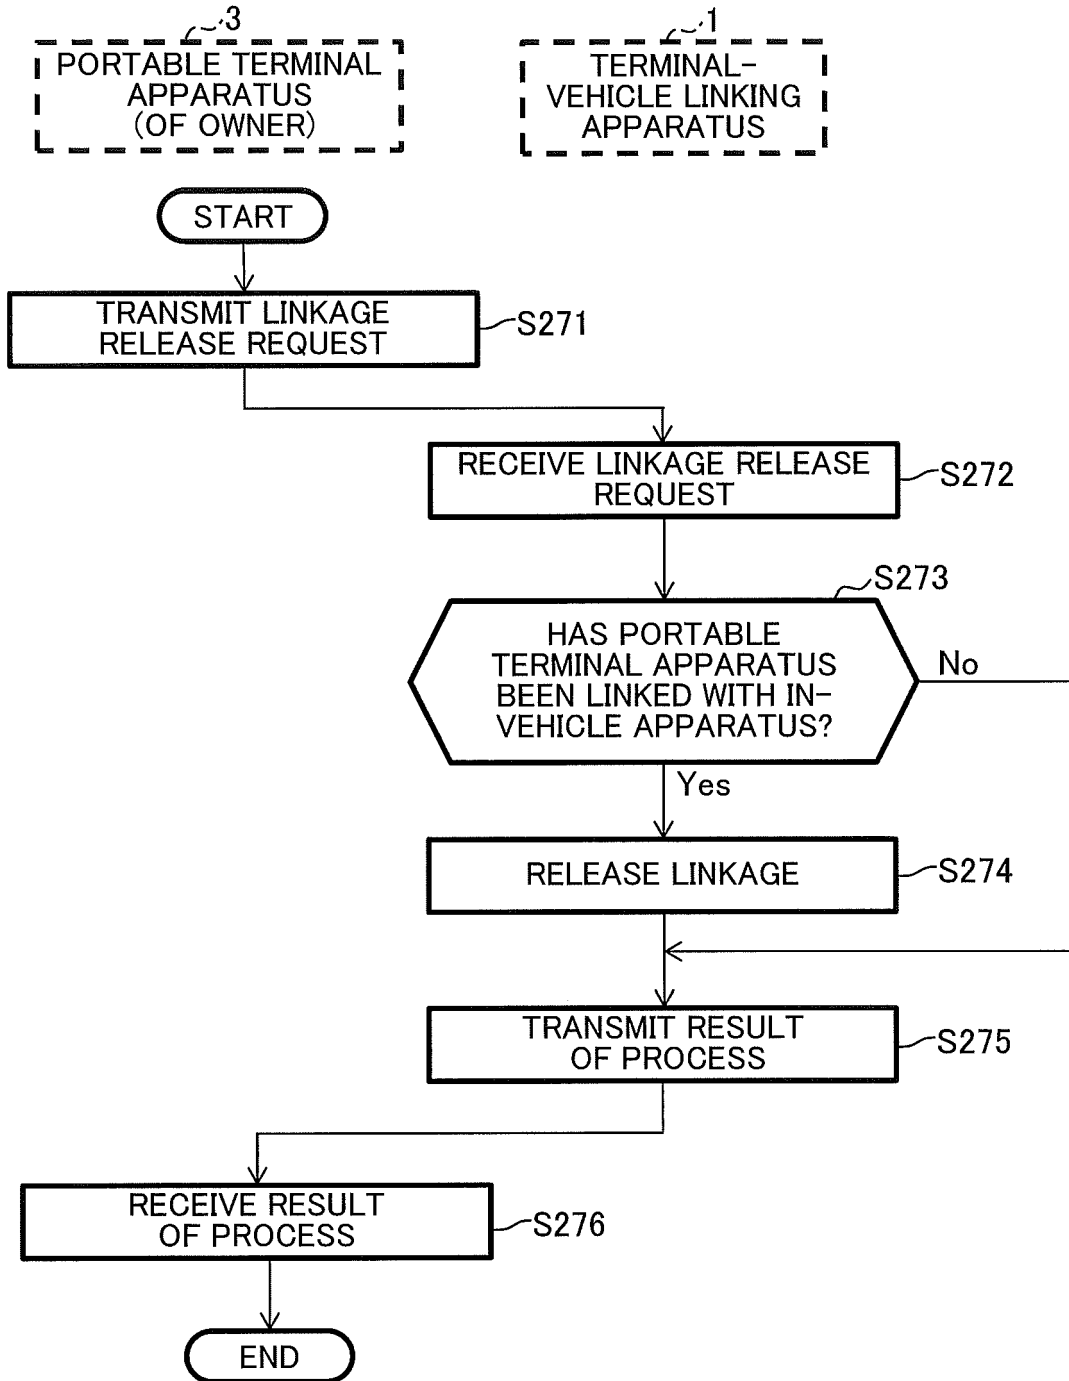 3
PORTABLE TERMINAL
APPARATUS
(OF OWNER)
1
TERMINAL-
VEHICLE LINKING
APPARATUS
START
TRANSMIT LINKAGE
RELEASE REQUEST
S271
RECEIVE LINKAGE RELEASE
REQUEST
S272
S273
HAS PORTABLE
TERMINAL APPARATUS
BEEN LINKED WITH IN-
VEHICLE APPARATUS?
No
Yes
RELEASE LINKAGE
S274
TRANSMIT RESULT
OF PROCESS
S275
RECEIVE RESULT
OF PROCESS
S276
END